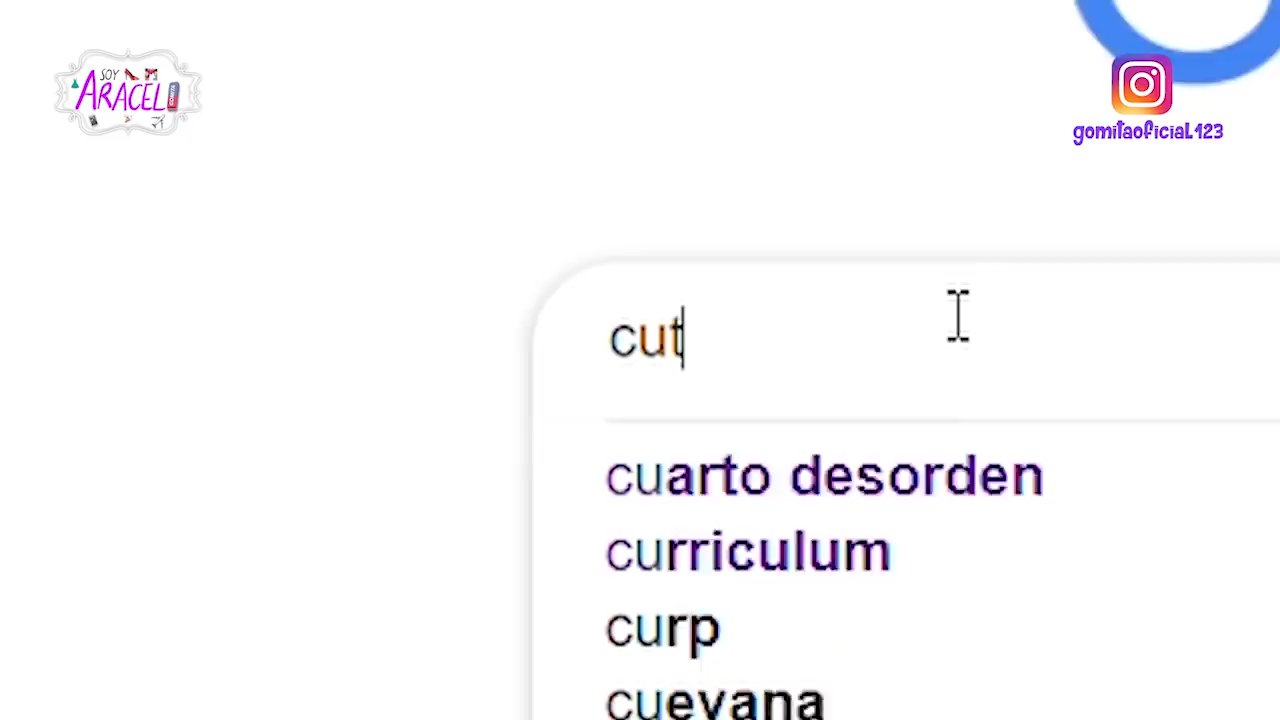 SOY
ARACELI
gomitaoficial123
cut
cuarto desorden
curriculum
curp
cuevana